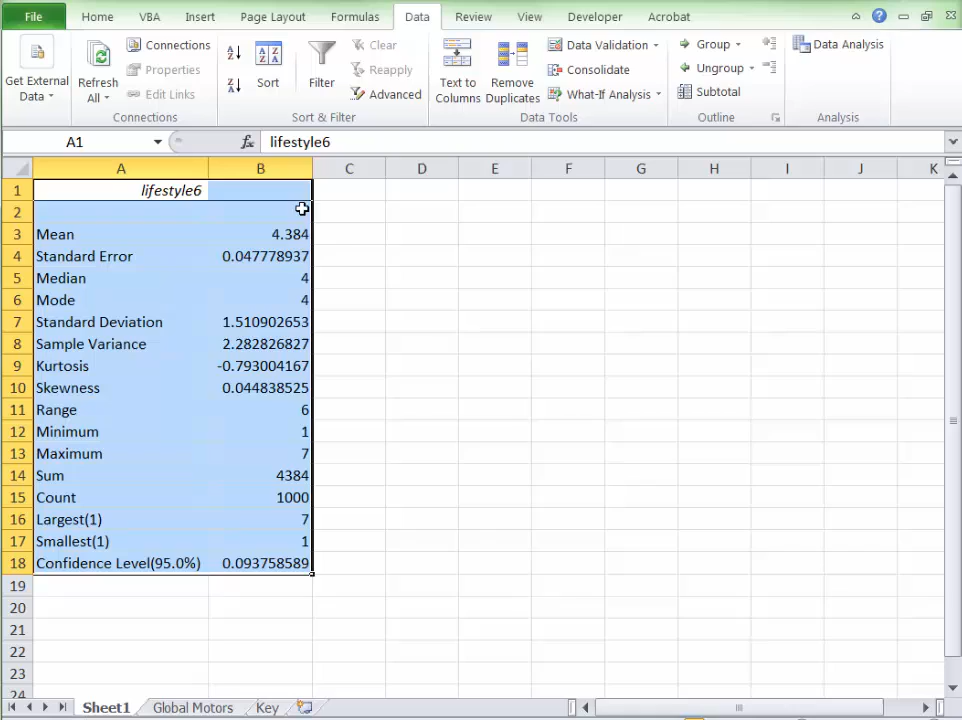 File Home VBA Insert Page Layout Formulas Data Review View Developer Acrobat
Get External Data
Refresh All
Connections
Properties
Edit Links
Connections
A Z
Z A
A Z Z A
Sort
Filter
Clear
Reapply
Advanced
Sort & Filter
Text to Columns
Remove Duplicates
Data Validation
Consolidate
What-If Analysis
Data Tools
Group
Ungroup
Subtotal
Outline
Data Analysis
Analysis
A1 fx lifestyle6
A B C D E F G H I J K
1 lifestyle6
2
3 Mean 4.384
4 Standard Error 0.047778937
5 Median 4
6 Mode 4
7 Standard Deviation 1.510902653
8 Sample Variance 2.282826827
9 Kurtosis -0.793004167
10 Skewness 0.044838525
11 Range 6
12 Minimum 1
13 Maximum 7
14 Sum 4384
15 Count 1000
16 Largest(1) 7
17 Smallest(1) 1
18 Confidence Level(95.0%) 0.093758589
19
20
21
22
23
24
Sheet1 Global Motors Key